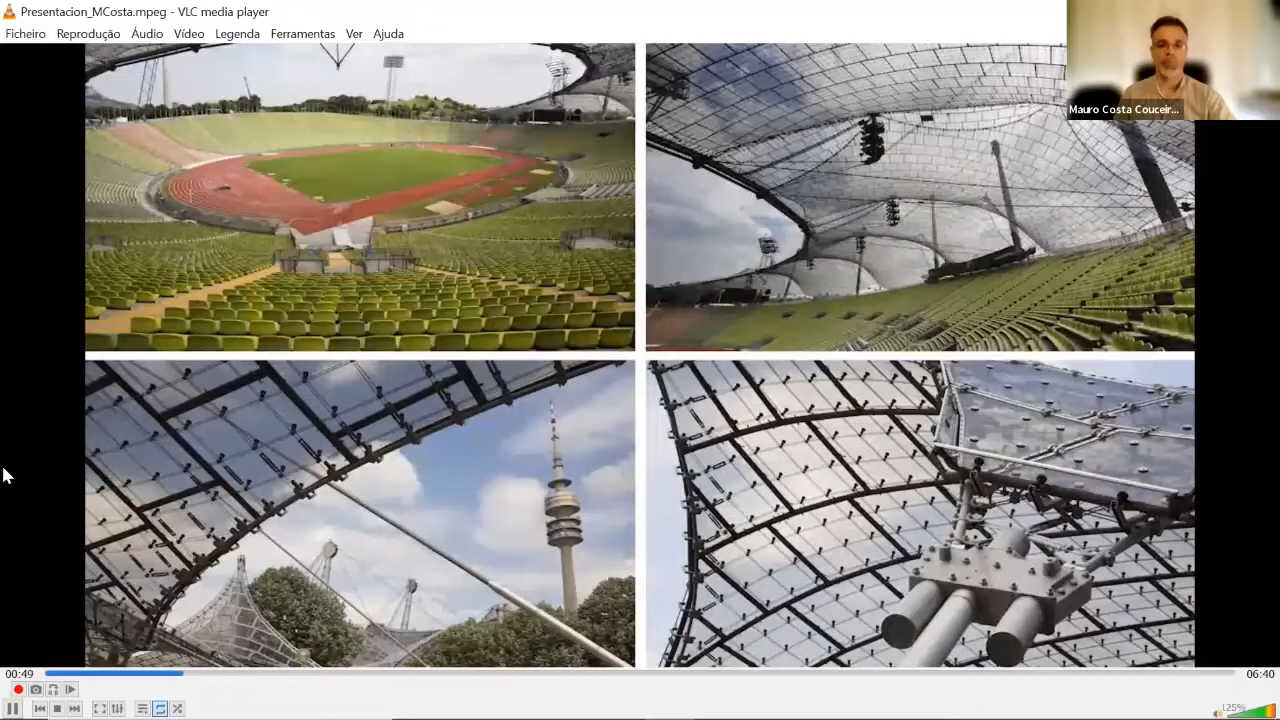 Presentacion_MCosta.mpeg - VLC media player
Ficheiro Reprodução Áudio Vídeo Legenda Ferramentas Ver Ajuda
Mauro Costa Couceir...
00:49
06:40
125%